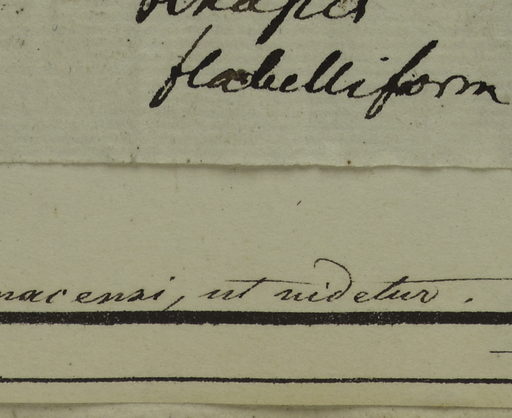 flabelliform
nacensi, ut videtur.